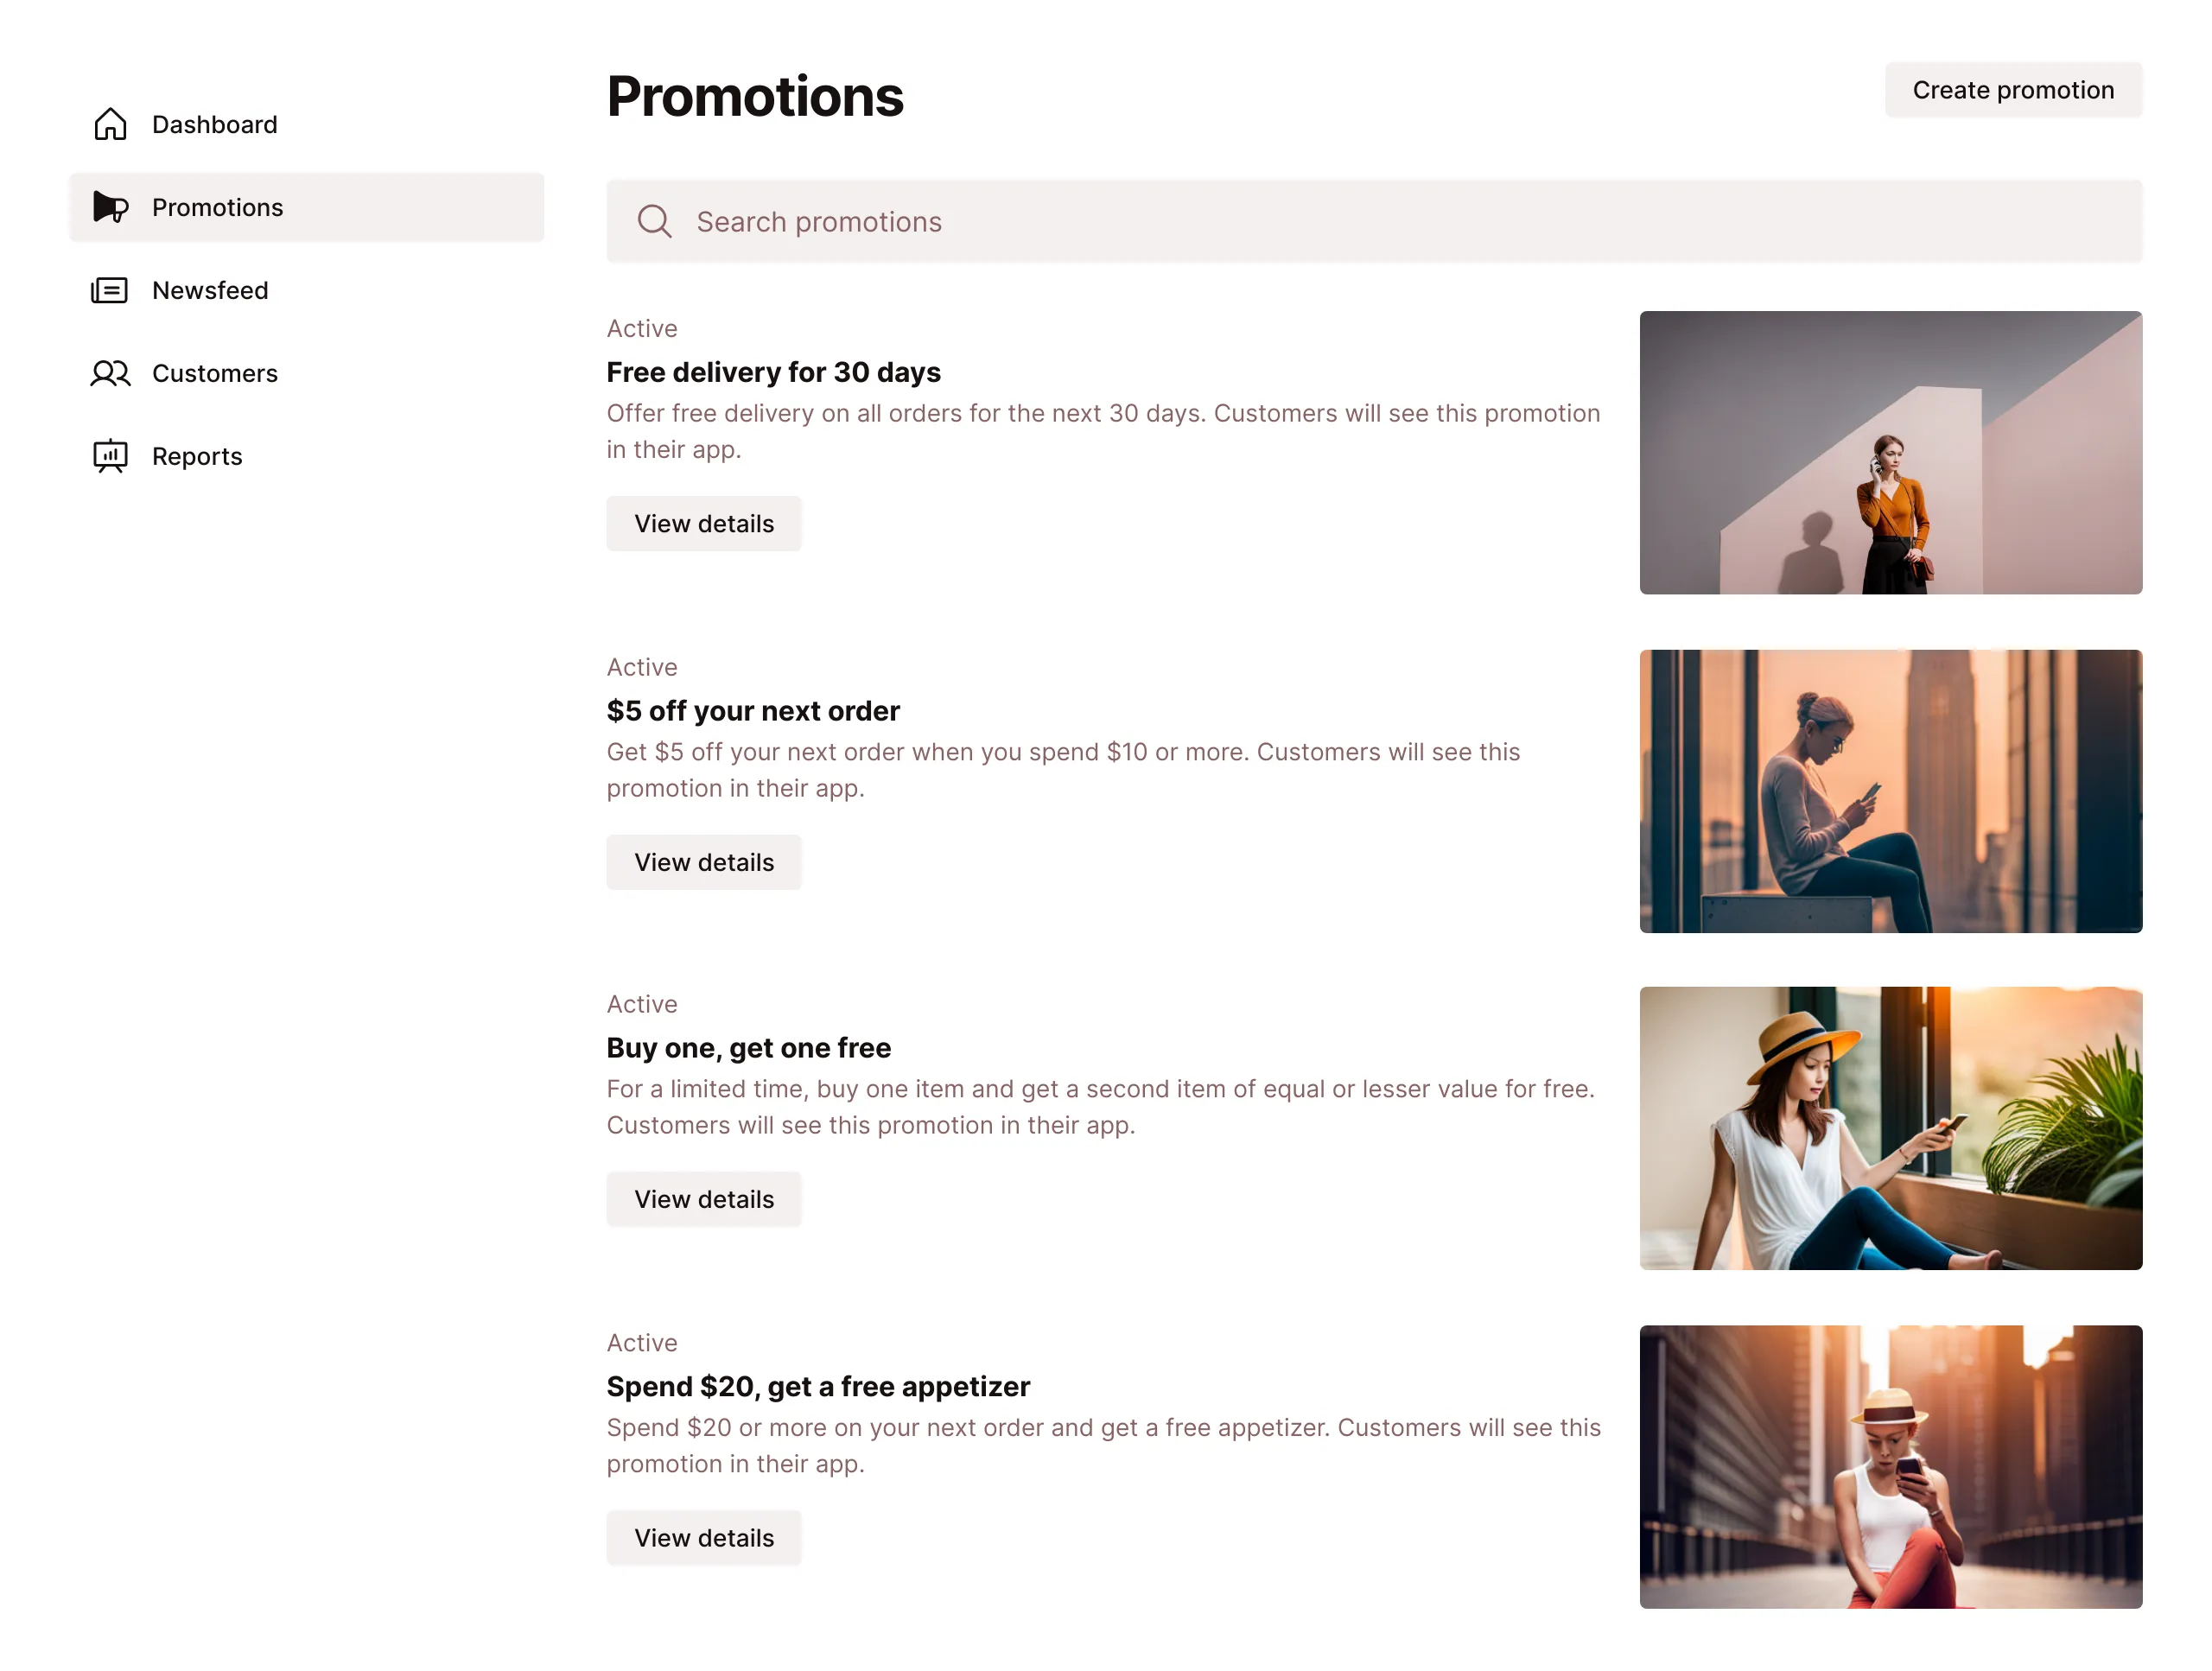 Dashboard
Promotions
Newsfeed
Customers
Reports
Promotions
Create promotion
Search promotions
Active
Free delivery for 30 days
Offer free delivery on all orders for the next 30 days. Customers will see this promotion
in their app.
View details
Active
$5 off your next order
Get $5 off your next order when you spend $10 or more. Customers will see this
promotion in their app.
View details
Active
Buy one, get one free
For a limited time, buy one item and get a second item of equal or lesser value for free.
Customers will see this promotion in their app.
View details
Active
Spend $20, get a free appetizer
Spend $20 or more on your next order and get a free appetizer. Customers will see this
promotion in their app.
View details